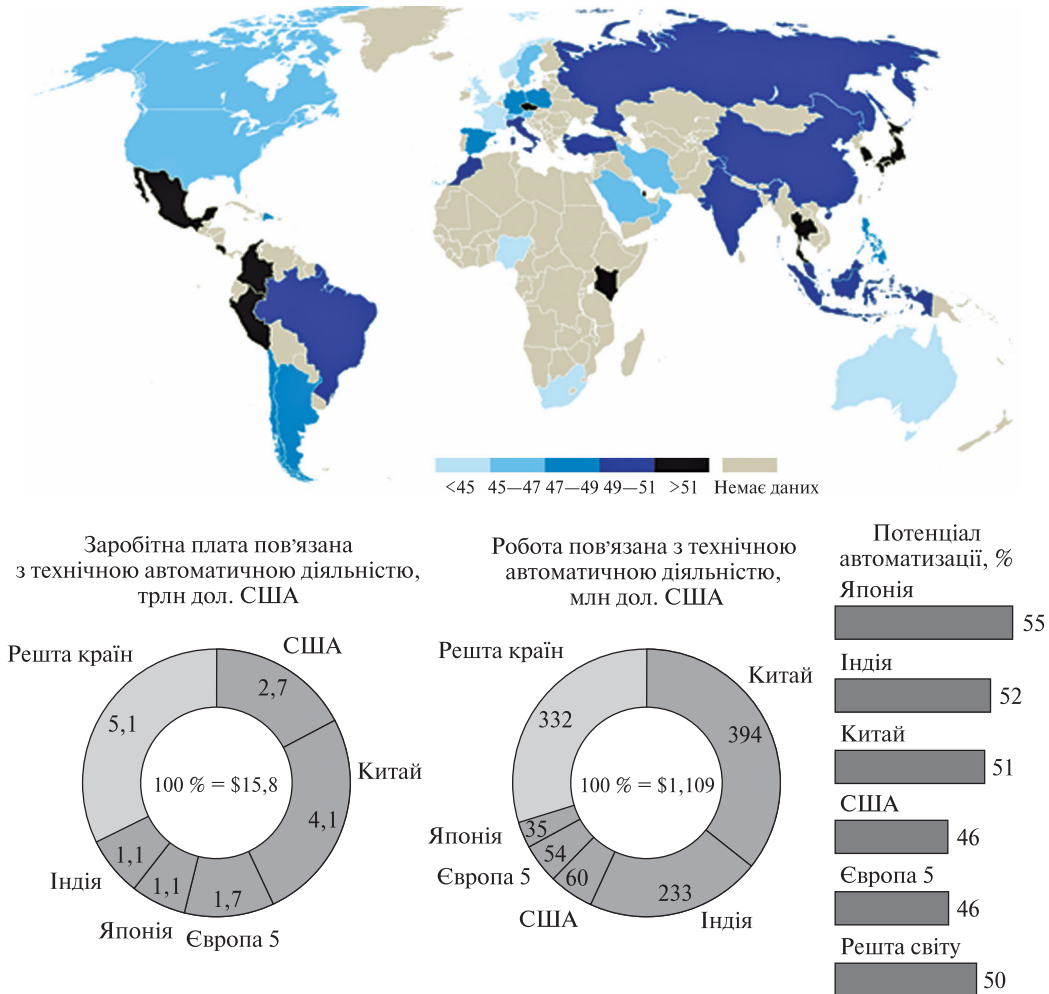 <45 45—47 47—49 49—51 >51 Немає даних
Заробітна плата пов’язана
з технічною автоматичною діяльністю,
трлн дол. США
Решта країн
США
2,7
5,1
100 % = $15,8
Китай
4,1
1,1
Індія
1,1
1,7
Японія
Європа 5
Робота пов’язана з технічною
автоматичною діяльністю,
млн дол. США
Решта країн
Китай
332
394
100 % = $1,109
Японія
35
54
Європа 5
60
233
США
Індія
Потенціал
автоматизації, %
Японія
55
Індія
52
Китай
51
США
46
Європа 5
46
Решта світу
50